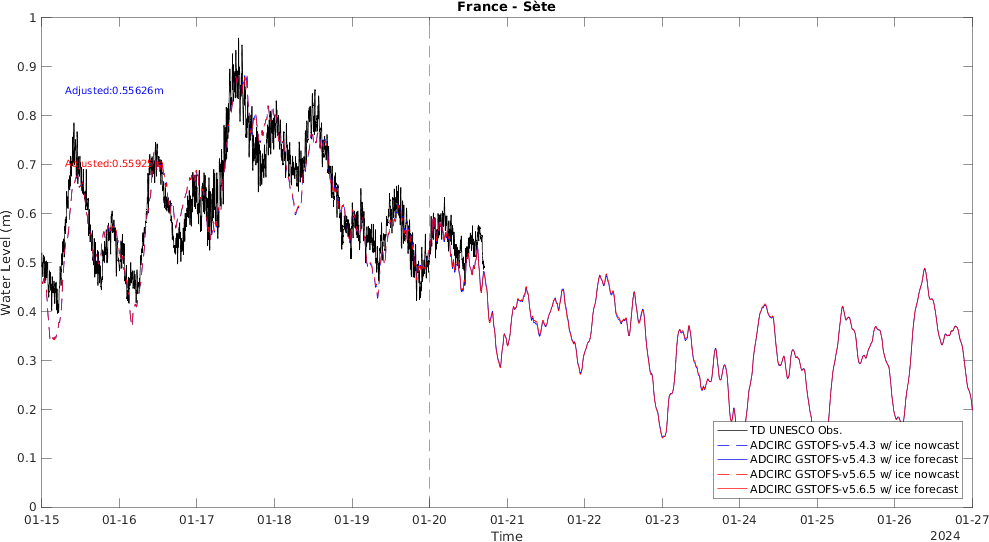 France - Sète
Water Level (m)
1
0.9
0.8
0.7
0.6
0.5
0.4
0.3
0.2
0.1
0
Adjusted:0.55626m
Adjusted:0.5592
TD UNESCO Obs.
ADCIRC GSTOFS-v5.4.3 w/ ice nowcast
ADCIRC GSTOFS-v5.4.3 w/ ice forecast
ADCIRC GSTOFS-v5.6.5 w/ ice nowcast
ADCIRC GSTOFS-v5.6.5 w/ ice forecast
01-15 01-16 01-17 01-18 01-19 01-20 01-21 01-22 01-23 01-24 01-25 01-26 01-27
Time
2024